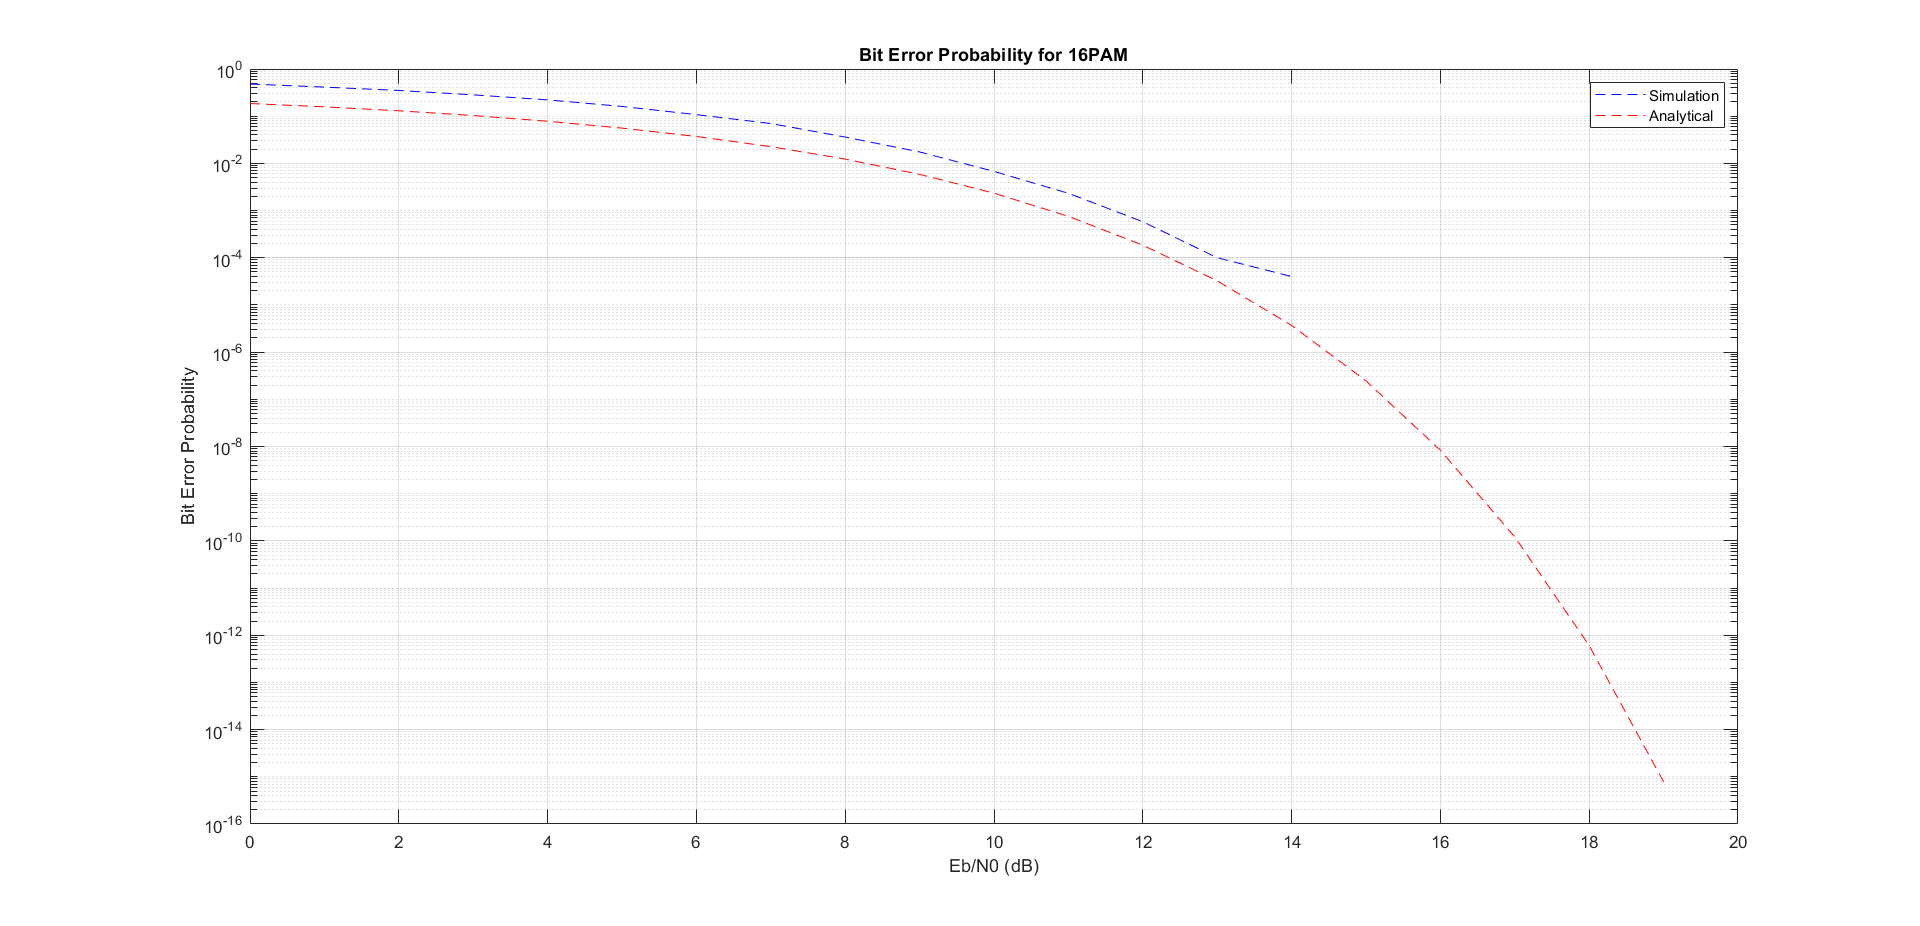 Bit Error Probability for 16PAM
Simulation
Analytical
Bit Error Probability
10^0
10^-2
10^-4
10^-6
10^-8
10^-10
10^-12
10^-14
10^-16
0 2 4 6 8 10 12 14 16 18 20
Eb/N0 (dB)